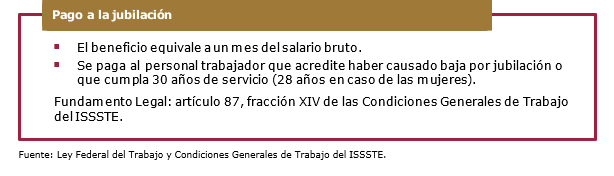 Pago a la jubilación
▪ El beneficio equivale a un mes del salario bruto.
▪ Se paga al personal trabajador que acredite haber causado baja por jubilación o
que cumpla 30 años de servicio (28 años en caso de las mujeres).
Fundamento Legal: artículo 87, fracción XIV de las Condiciones Generales de Trabajo
del ISSSTE.
Fuente: Ley Federal del Trabajo y Condiciones Generales de Trabajo del ISSSTE.